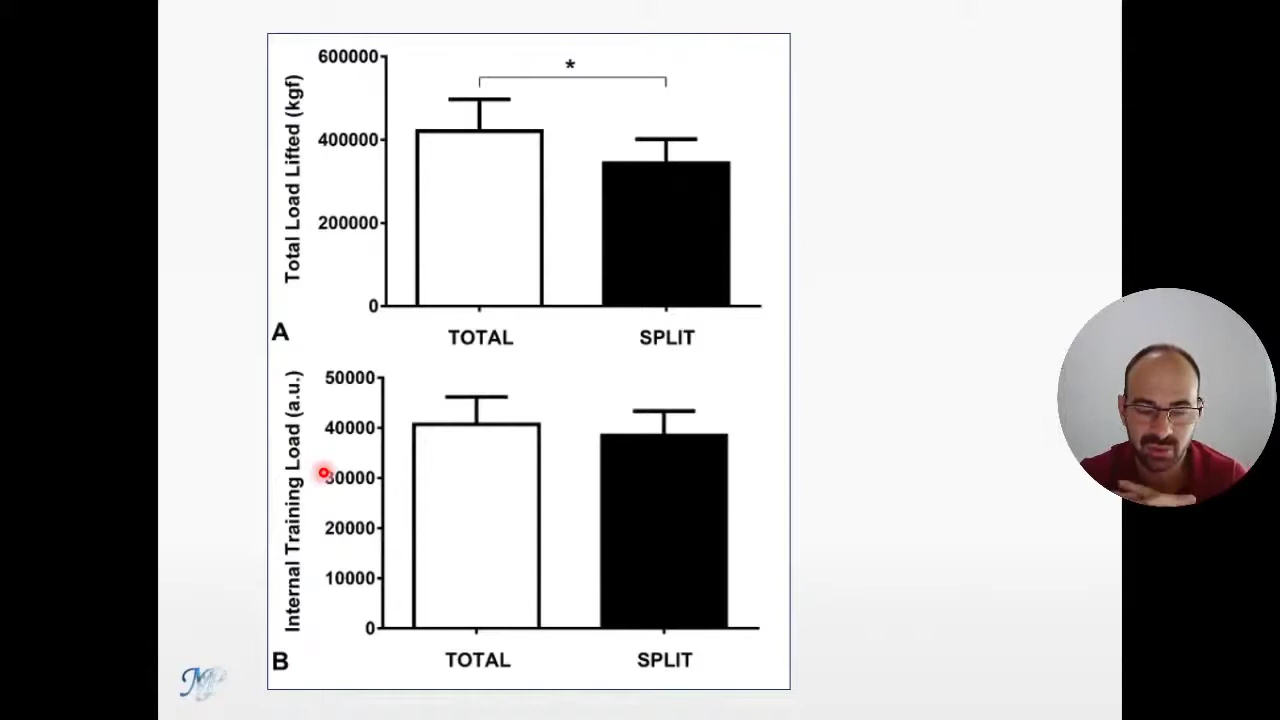 600000
*
Total Load Lifted (kgf)
400000
200000
0
A
TOTAL
SPLIT
50000
Internal Training Load (a.u.)
40000
30000
20000
10000
0
B
TOTAL
SPLIT